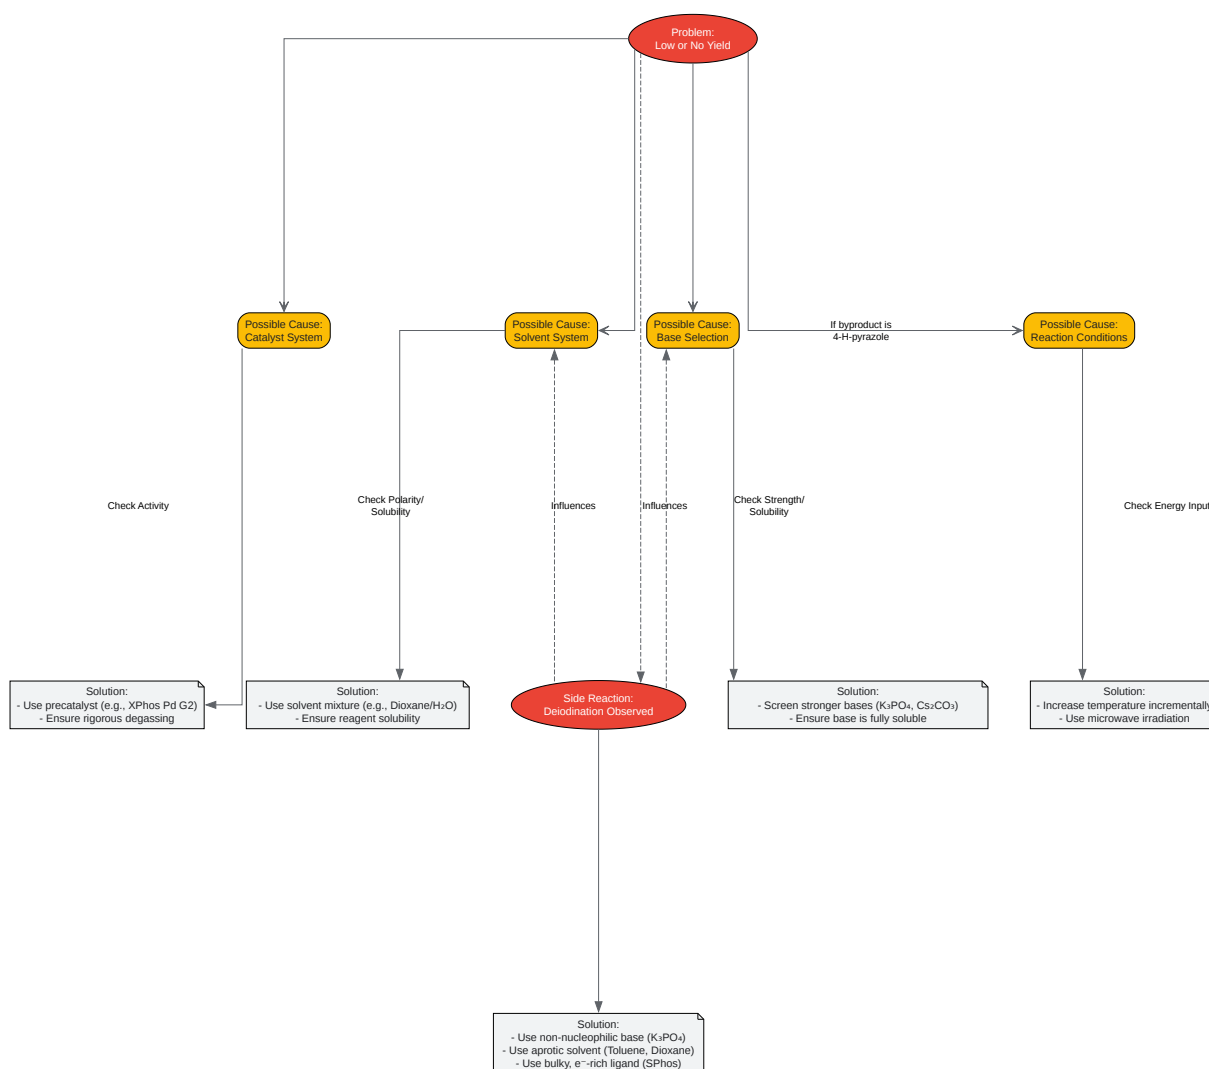 Problem:
Low or No Yield
Possible Cause:
Catalyst System
Possible Cause:
Solvent System
Possible Cause:
Base Selection
If byproduct is
4-H-pyrazole
Possible Cause:
Reaction Conditions
Check Activity
Check Polarity/
Solubility
Influences
Influences
Check Strength/
Solubility
Check Energy Input
Solution:
- Use precatalyst (e.g., XPhos Pd G2)
- Ensure rigorous degassing
Solution:
- Use solvent mixture (e.g., Dioxane/H₂O)
- Ensure reagent solubility
Side Reaction:
Deiodination Observed
Solution:
- Screen stronger bases (K₃PO₄, Cs₂CO₃)
- Ensure base is fully soluble
Solution:
- Increase temperature incrementally
- Use microwave irradiation
Solution:
- Use non-nucleophilic base (K₃PO₄)
- Use aprotic solvent (Toluene, Dioxane)
- Use bulky, e⁻-rich ligand (SPhos)